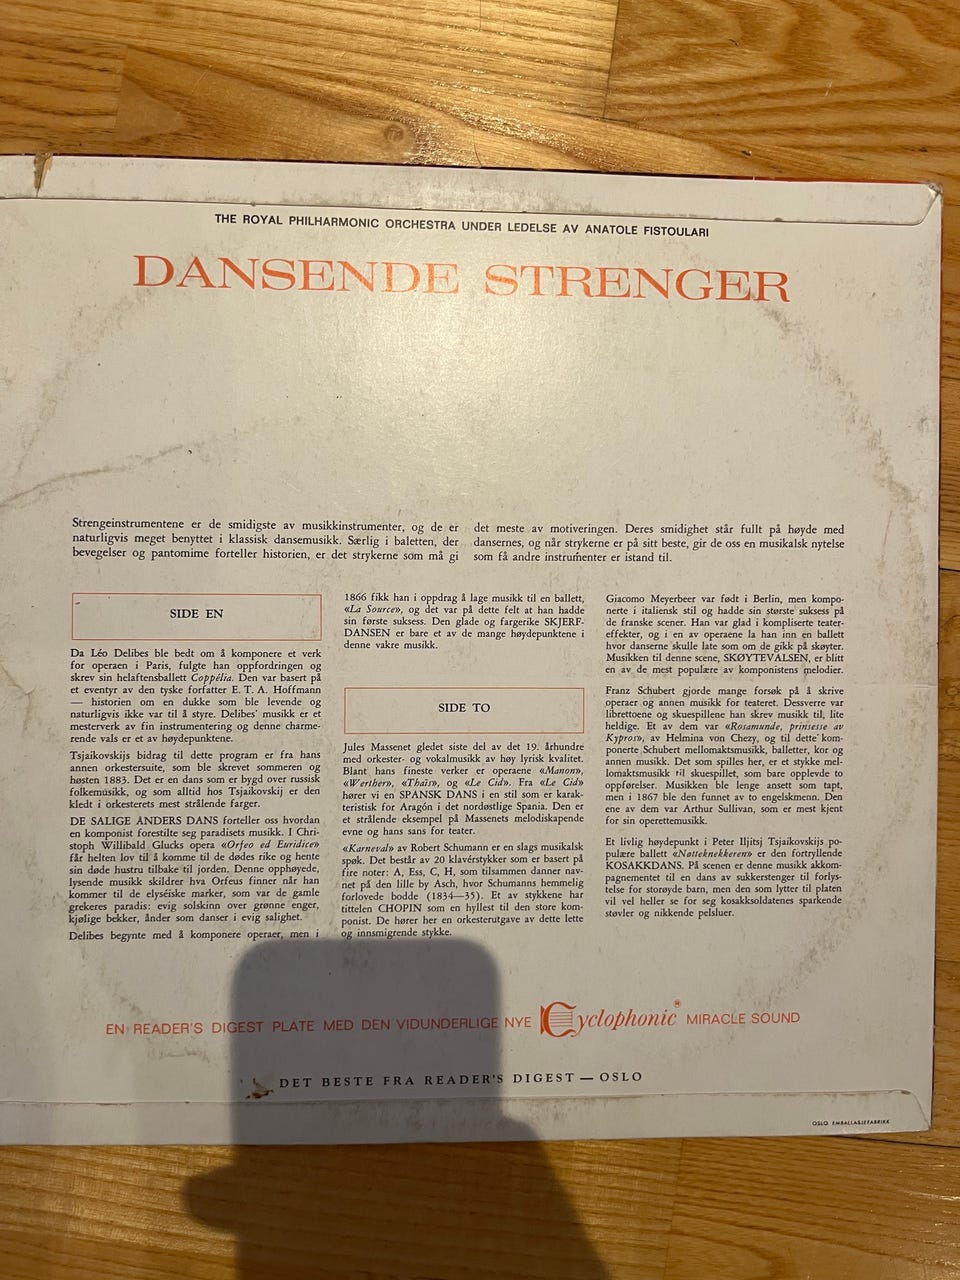 THE ROYAL PHILHARMONIC ORCHESTRA UNDER LEDELSE AV ANATOLE FISTOULARI
DANSENDE STRENGER
Strengeinstrumentene er de smidigste av musikkinstrumenter, og de er
naturligvis meget benyttet i klassisk dansemusikk. Særlig i baletten, der
bevegelser og pantomime forteller historien, er det strykerne som må gi
det meste av motiveringen. Deres smidighet står fullt på høyde med
dansernes, og når strykerne er på sitt beste, gir de oss en musikalsk nytelse
som få andre instrumenter er istand til.
SIDE EN
Da Léo Delibes ble bedt om å komponere et verk
for operaen i Paris, fulgte han oppfordringen og
skrev sin helaftensballett Coppélia. Den var basert på
et eventyr av den tyske forfatter E. T. A. Hoffmann
— historien om en dukke som ble levende og
naturligvis ikke var til å styre. Delibes' musikk er et
mesterverk av fin instrumentering og denne charme-
rende vals er et av høydepunktene.
Tsjaikovskijs bidrag til dette program er fra hans
annen orkestersuite, som ble skrevet sommeren og
høsten 1883. Det er en dans som er bygd over russisk
folkemusikk, og som alltid hos Tsjaikovskij er den
kledt i orkesterets mest strålende farger.
DE SALIGE ÅNDERS DANS forteller oss hvordan
en komponist forestilte seg paradisets musikk. I Chri-
stoph Willibald Glucks opera «Orfeo ed Euridice»
får helten lov til å komme til de dødes rike og hente
sin døde hustru tilbake til jorden. Denne opphøyede,
lysende musikk skildrer hva Orfeus finner når han
kommer til de elyséiske marker, som var de gamle
grekeres paradis: evig solskinn over grønne enger,
kjølige bekker, ånder som danser i evig salighet.
Delibes begynte med å komponere operaer, men i
1866 fikk han i oppdrag å lage musikk til en ballett,
«La Source», og det var på dette felt at han hadde
sin første suksess. Den glade og fargerike SKJERF-
DANSEN er bare et av de mange høydepunktene i
denne vakre musikk.
SIDE TO
Jules Massenet gledet siste del av det 19. århundre
med orkester- og vokalmusikk av høy lyrisk kvalitet.
Blant hans fineste verker er operaene «Manon»,
«Werther», «Thaïs», og «Le Cid». Fra «Le Cid»
hører vi en SPANSK DANS i en stil som er karak-
teristisk for Aragón i det nordøstlige Spania. Den er
et strålende eksempel på Massenets melodiskapende
evne og hans sans for teater.
«Karneval» av Robert Schumann er en slags musikalsk
spøk. Det består av 20 klavérstykker som er basert på
fire noter: A, Ess, C, H, som tilsammen danner nav-
net på den lille by Asch, hvor Schumanns hemmelig
forlovede bodde (1834—35). Et av stykkene har
tittelen CHOPIN som en hyllest til den store kom-
ponist. De hører her en orkesterutgave av dette lette
og innsmigrende stykke.
Giacomo Meyerbeer var født i Berlin, men kompo-
nerte i italiensk stil og hadde sin største suksess på
de franske scener. Han var glad i kompliserte teater-
effekter, og i en av operaene la han inn en ballett
hvor danserne skulle late som om de gikk på skøyter.
Musikken til denne scene, SKØYTEVALSEN, er blitt
en av de mest populære av komponistens melodier.
Franz Schubert gjorde mange forsøk på å skrive
operaer og annen musikk for teateret. Dessverre var
librettoene og skuespillene han skrev musikk til, lite
heldige. Et av dem var «Rosamunde, prinsesse av
Kypros», av Helmina von Chezy, og til dette kom-
ponerte Schubert mellomaktsmusikk, balletter, kor og
annen musikk. Det som spilles her, er et stykke mel-
lomaktsmusikk til skuespillet, som bare opplevde to
oppførelser. Musikken ble lenge ansett som tapt,
men i 1867 ble den funnet av to engelskmenn. Den
ene av dem var Arthur Sullivan, som er mest kjent
for sin operettemusikk.
Et livlig høydepunkt i Peter Iljitsj Tsjaikovskijs po-
pulære ballett «Nøtteknekkeren» er den fortryllende
KOSAKKDANS. På scenen er denne musikk akkom-
pagnementet til en dans av sukkerstenger til forlys-
telse for storøyde barn, men den som lytter til platen
vil vel heller se for seg kosakksoldatenes sparkende
støvler og nikkende pelsluer.
EN READER'S DIGEST PLATE MED DEN VIDUNDERLIGE NYE Cyclophonic® MIRACLE SOUND
DET BESTE FRA READER'S DIGEST — OSLO
OSLO EMBALLASJEFABRIKK